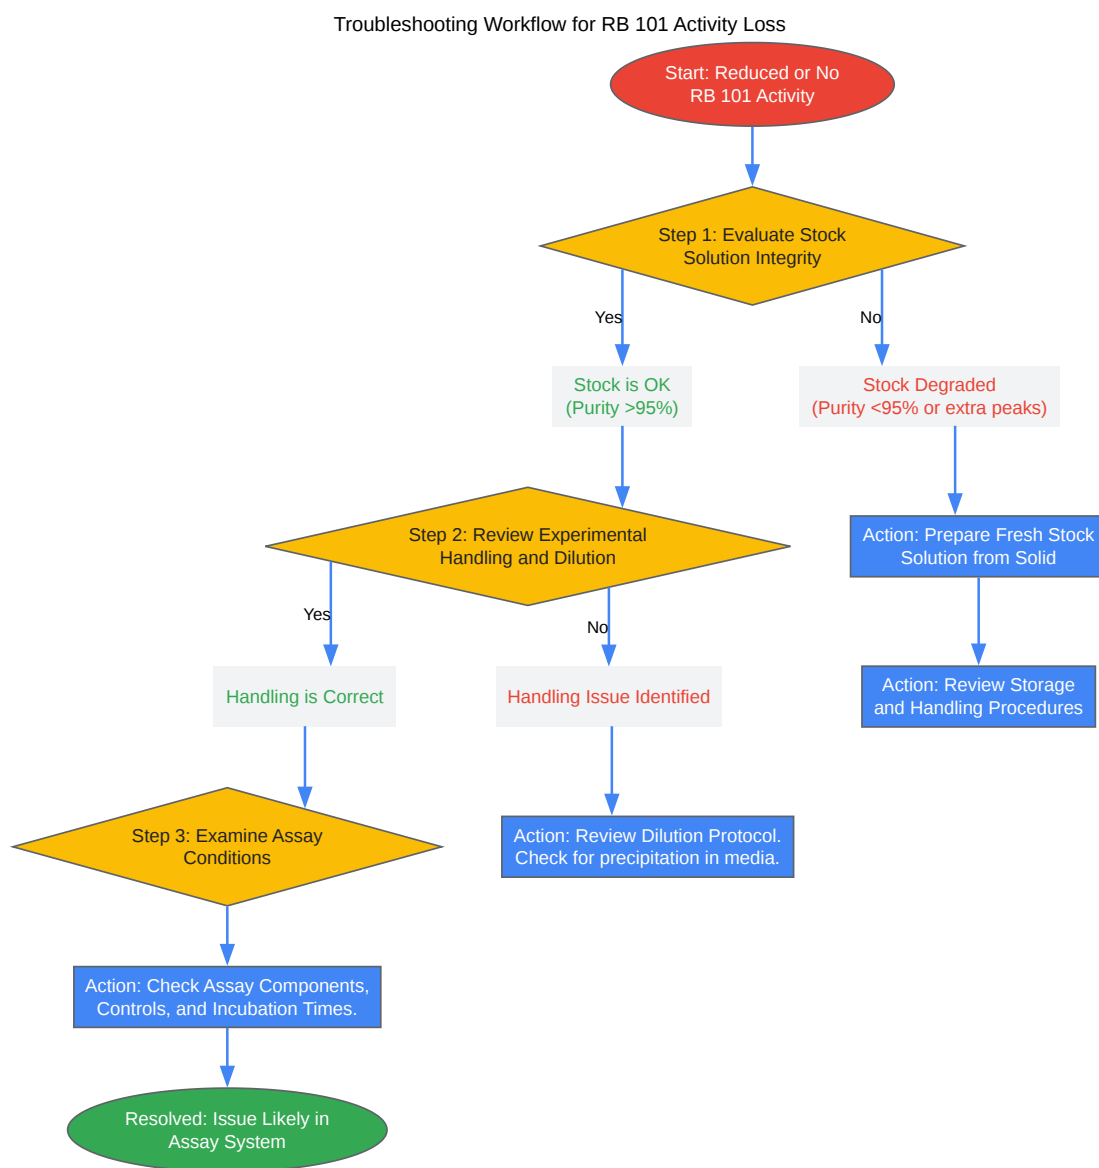 Troubleshooting Workflow for RB 101 Activity Loss
Start: Reduced or No
RB 101 Activity
Step 1: Evaluate Stock
Solution Integrity
Yes
No
Stock is OK
(Purity >95%)
Stock Degraded
(Purity <95% or extra peaks)
Step 2: Review Experimental
Handling and Dilution
Action: Prepare Fresh Stock
Solution from Solid
Yes
No
Handling is Correct
Handling Issue Identified
Action: Review Storage
and Handling Procedures
Step 3: Examine Assay
Conditions
Action: Review Dilution Protocol.
Check for precipitation in media.
Action: Check Assay Components,
Controls, and Incubation Times.
Resolved: Issue Likely in
Assay System